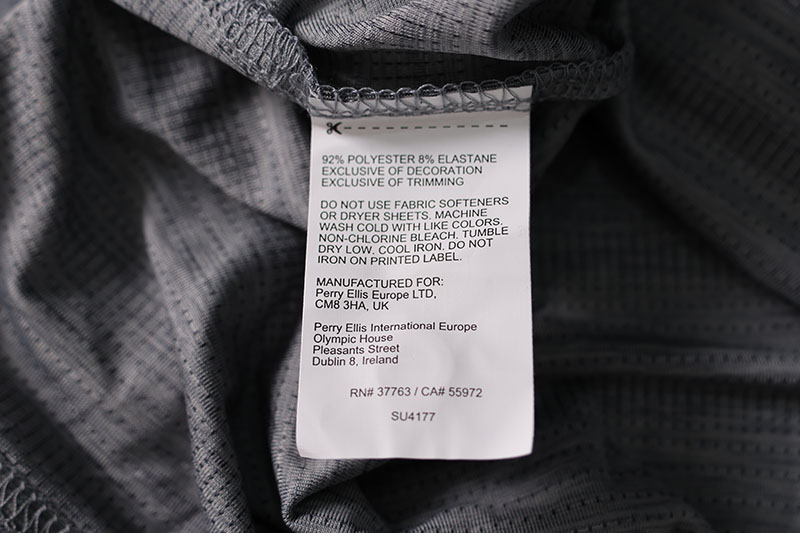 92% POLYESTER 8% ELASTANE
EXCLUSIVE OF DECORATION
EXCLUSIVE OF TRIMMING
DO NOT USE FABRIC SOFTENERS
OR DRYER SHEETS. MACHINE
WASH COLD WITH LIKE COLORS.
NON-CHLORINE BLEACH. TUMBLE
DRY LOW. COOL IRON. DO NOT
IRON ON PRINTED LABEL.
MANUFACTURED FOR:
Perry Ellis Europe LTD,
CM8 3HA, UK
Perry Ellis International Europe
Olympic House
Pleasants Street
Dublin 8, Ireland
RN# 37763 / CA# 55972
SU4177